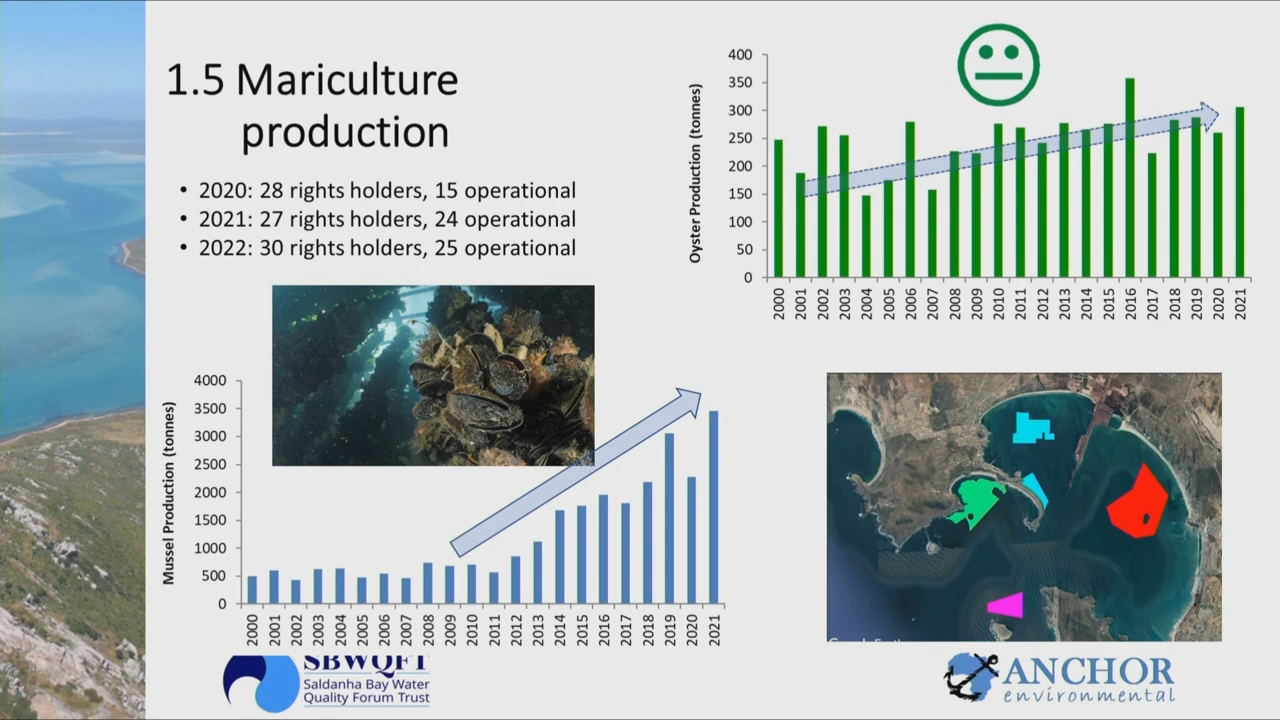 1.5 Mariculture
production
• 2020: 28 rights holders, 15 operational
• 2021: 27 rights holders, 24 operational
• 2022: 30 rights holders, 25 operational
Oyster Production (tonnes)
400
350
300
250
200
150
100
50
0
2000 2001 2002 2003 2004 2005 2006 2007 2008 2009 2010 2011 2012 2013 2014 2015 2016 2017 2018 2019 2020 2021
Mussel Production (tonnes)
4000
3500
3000
2500
2000
1500
1000
500
0
2000 2001 2002 2003 2004 2005 2006 2007 2008 2009 2010 2011 2012 2013 2014 2015 2016 2017 2018 2019 2020 2021
SBWQFT
Saldanha Bay Water
Quality Forum Trust
ANCHOR
environmental